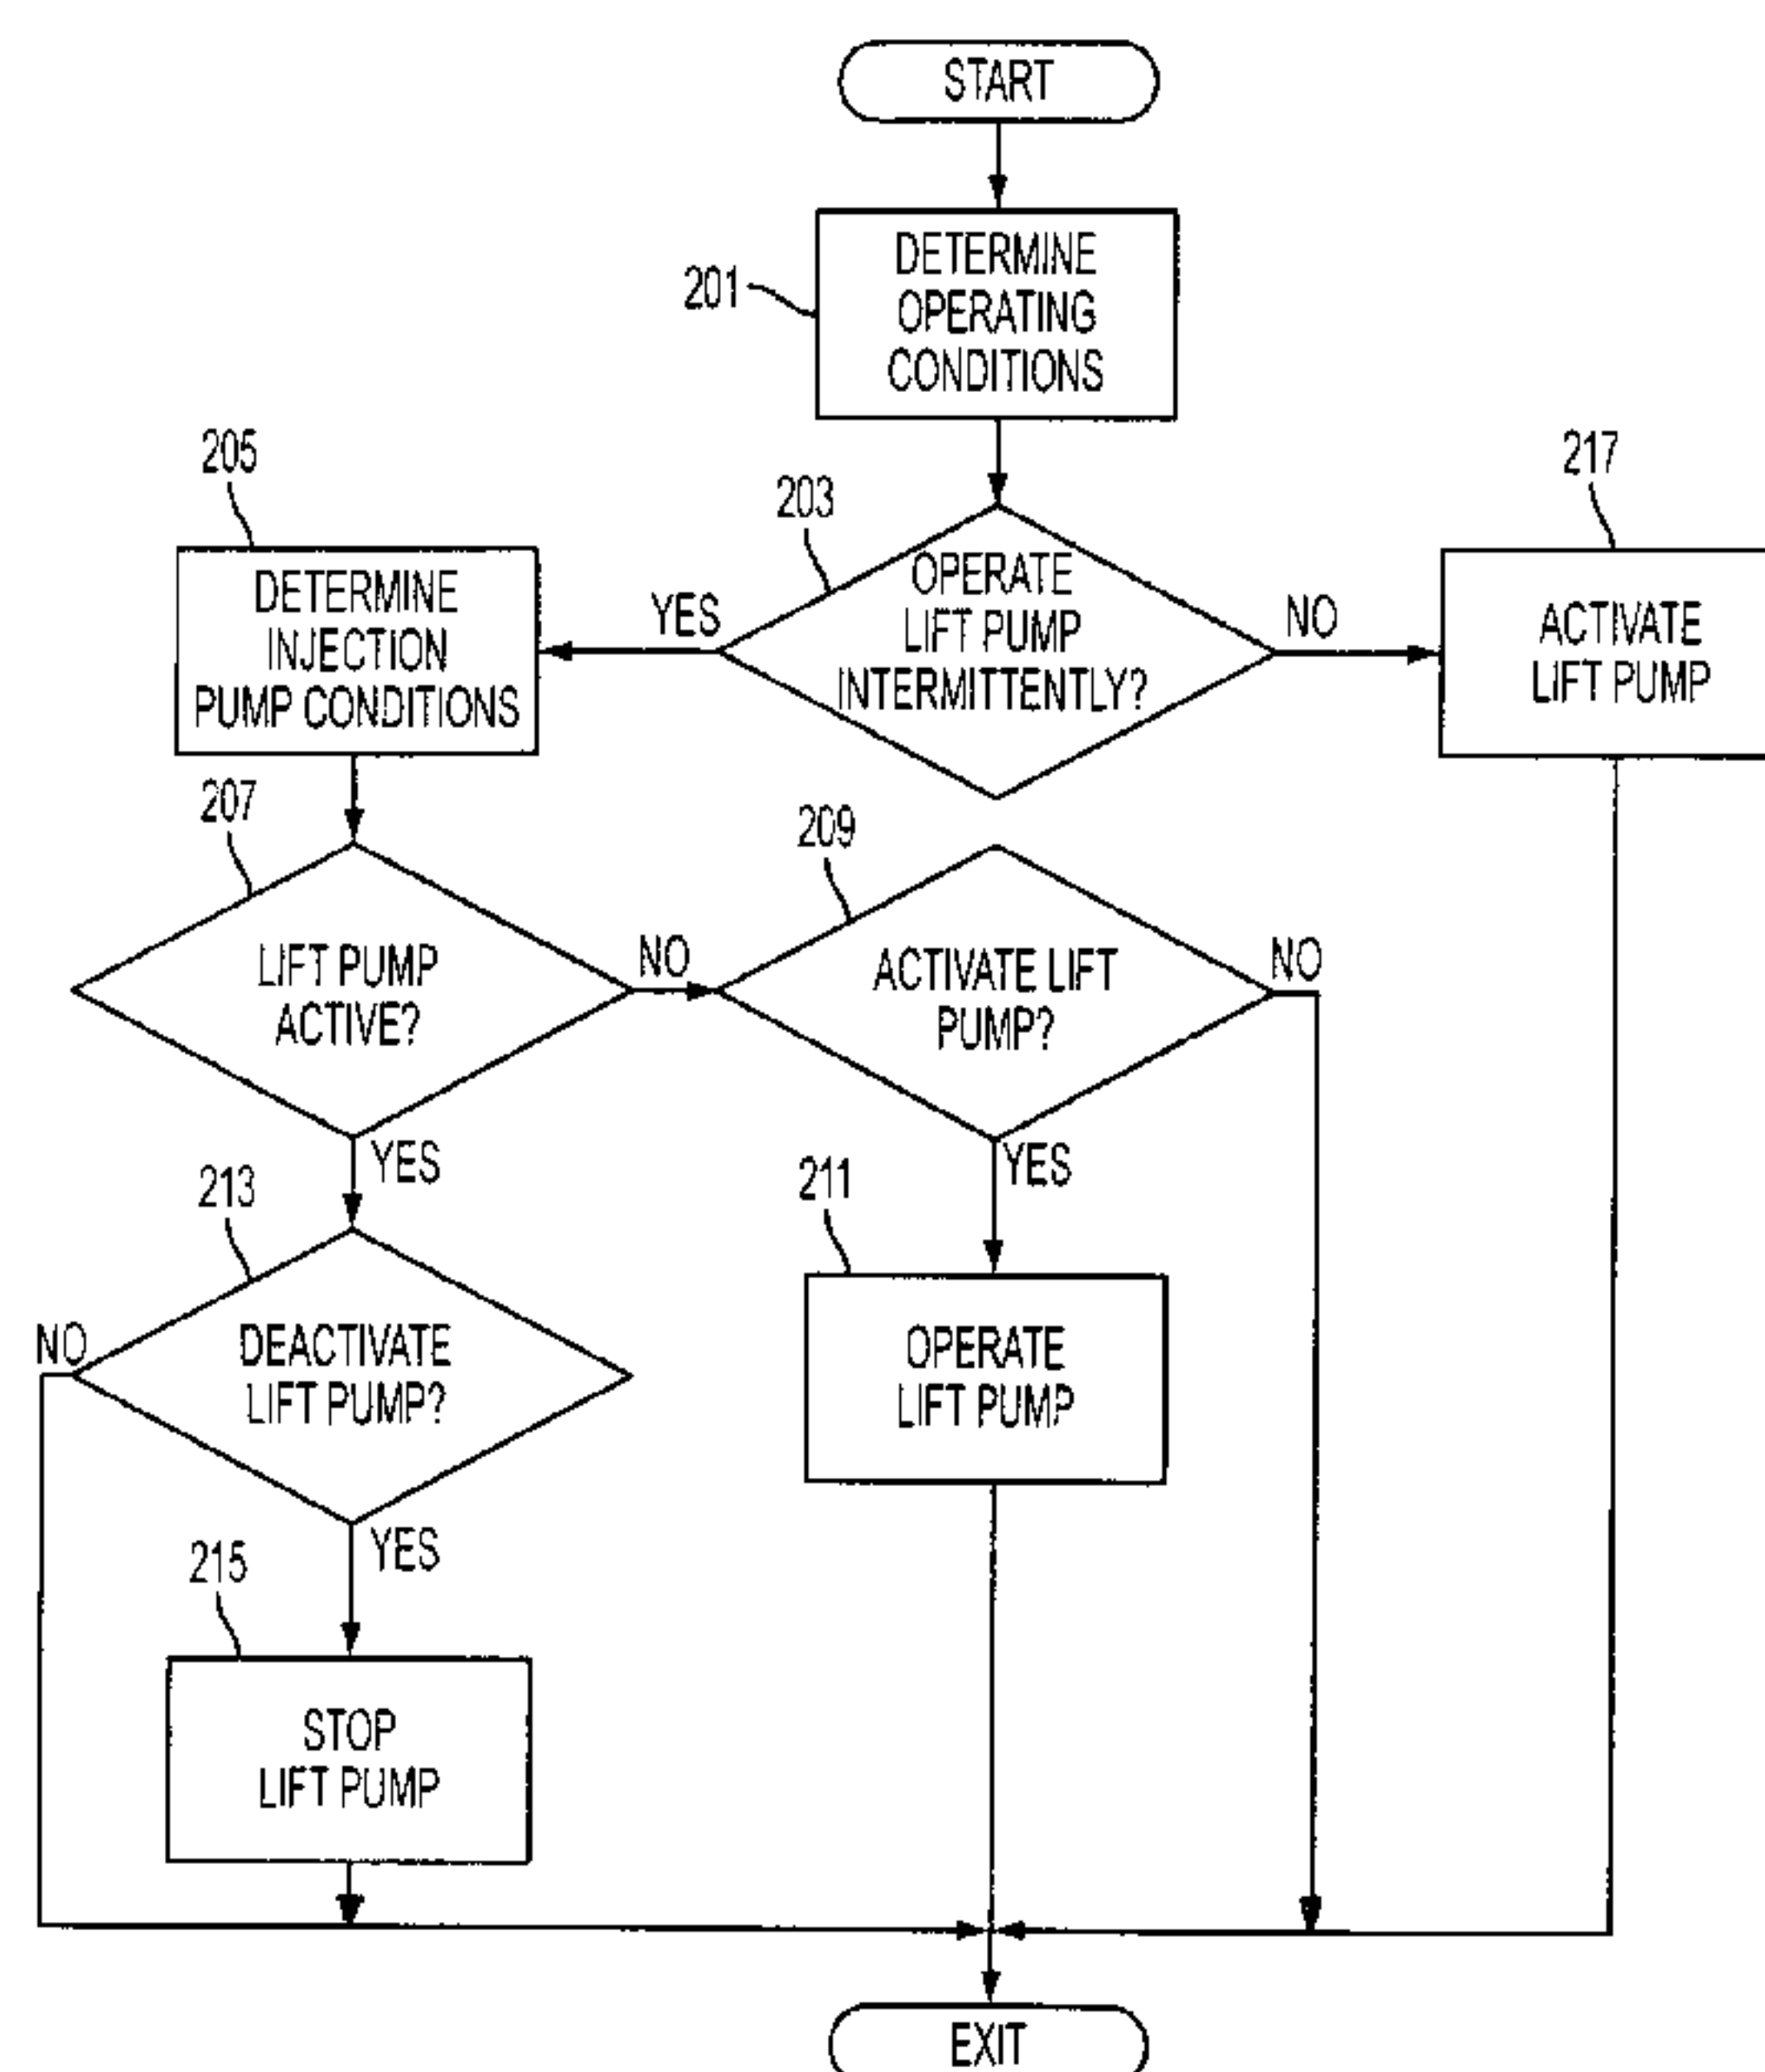 START
201
DETERMINE
OPERATING
CONDITIONS
203
OPERATE
LIFT PUMP
INTERMITTENTLY?
YES
NO
205
DETERMINE
INJECTION
PUMP CONDITIONS
217
ACTIVATE
LIFT PUMP
207
LIFT PUMP
ACTIVE?
NO
YES
209
ACTIVATE LIFT
PUMP?
NO
YES
213
DEACTIVATE
LIFT PUMP?
NO
YES
211
OPERATE
LIFT PUMP
215
STOP
LIFT PUMP
EXIT